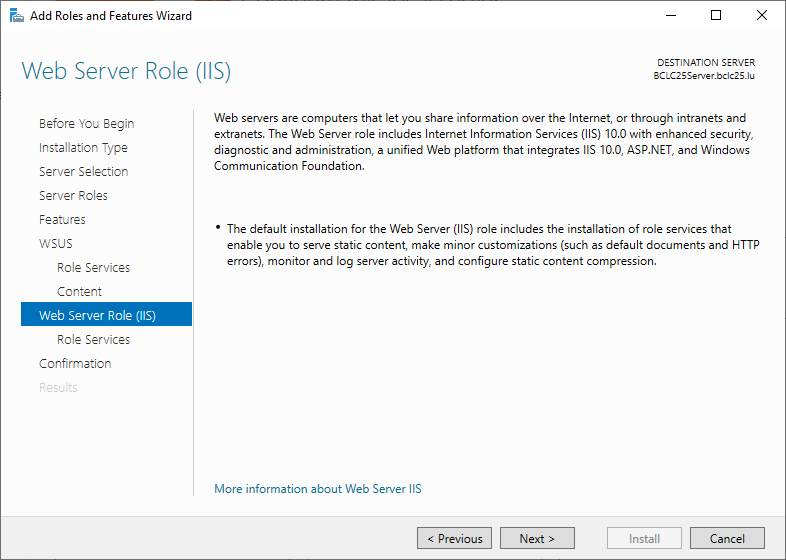 Add Roles and Features Wizard
Web Server Role (IIS)
DESTINATION SERVER
BCLC25Server.bclc25.lu
Before You Begin
Installation Type
Server Selection
Server Roles
Features
WSUS
Role Services
Content
Web Server Role (IIS)
Role Services
Confirmation
Results
Web servers are computers that let you share information over the Internet, or through intranets and
extranets. The Web Server role includes Internet Information Services (IIS) 10.0 with enhanced security,
diagnostic and administration, a unified Web platform that integrates IIS 10.0, ASP.NET, and Windows
Communication Foundation.
• The default installation for the Web Server (IIS) role includes the installation of role services that
enable you to serve static content, make minor customizations (such as default documents and HTTP
errors), monitor and log server activity, and configure static content compression.
More information about Web Server IIS
< Previous
Next >
Install
Cancel